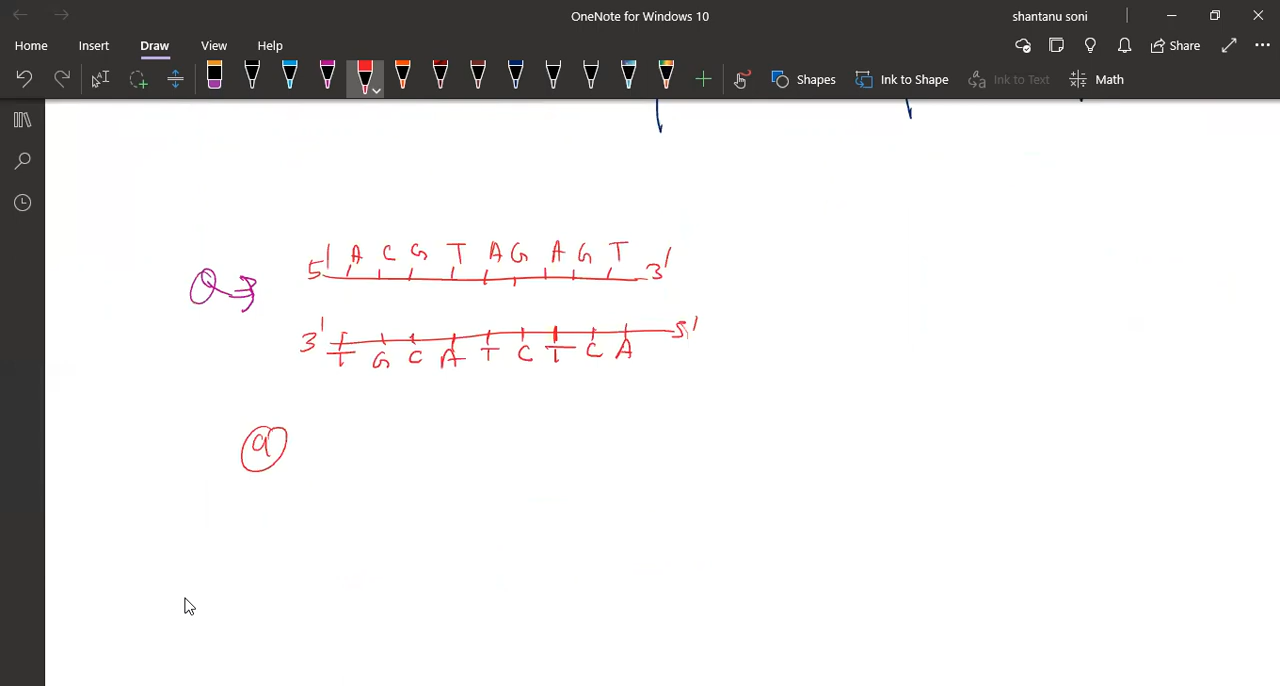 OneNote for Windows 10
shantanu soni
Home Insert Draw View Help
Share
Shapes Ink to Shape Ink to Text Math
5' A C G T A G A G T 3'
Q⇒
3' T G C A T C T C A 5'
a